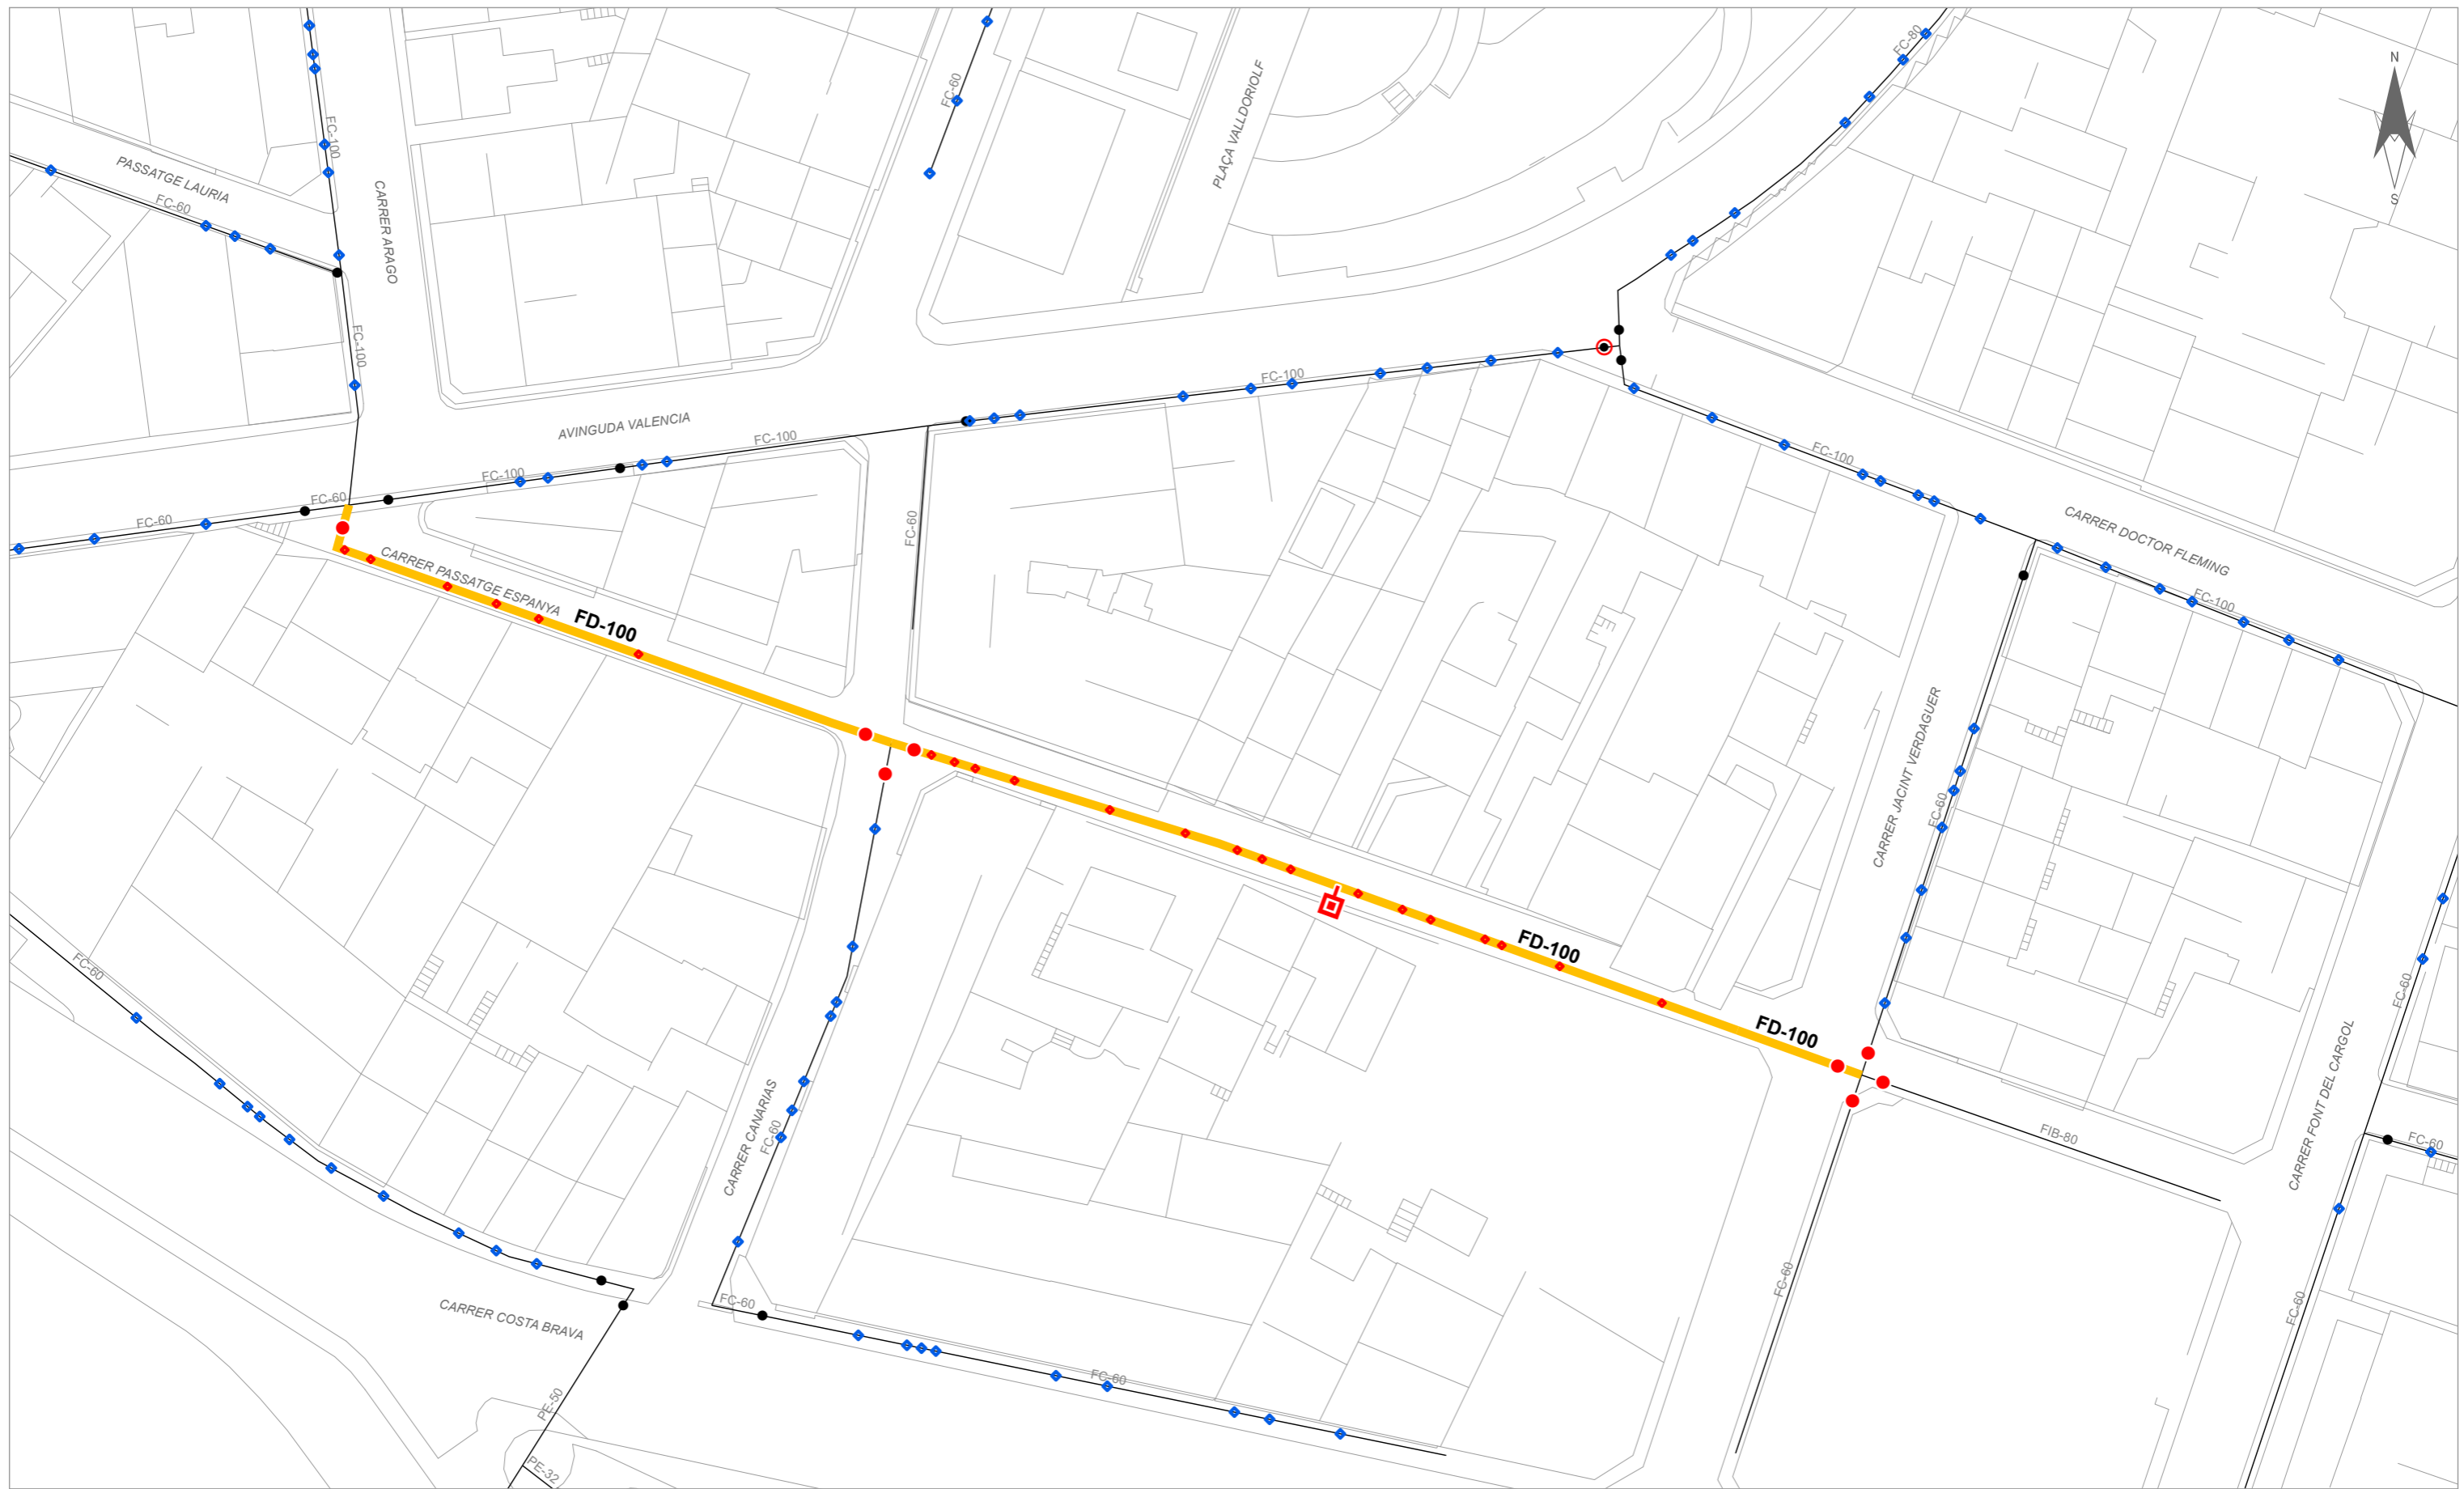 FC-80
N
S
FC-60
PLAÇA VALLDORIOLF
FC-100
PASSATGE LAURIA
FC-60
CARRER ARAGO
FC-100
FC-100
AVINGUDA VALENCIA
FC-100
FC-100
FC-60
FC-60
FC-60
FC-100
CARRER DOCTOR FLEMING
FC-100
CARRER PASSATGE ESPANYA
FD-100
CARRER JACINT VERDAGUER
FC-60
FD-100
FC-60
FC-60
FD-100
CARRER FONT DEL CARGOL
CARRER CANARIAS
FC-60
FIB-80
FC-60
FC-60
FC-60
FC-60
CARRER COSTA BRAVA
FC-60
PE-50
PE-32